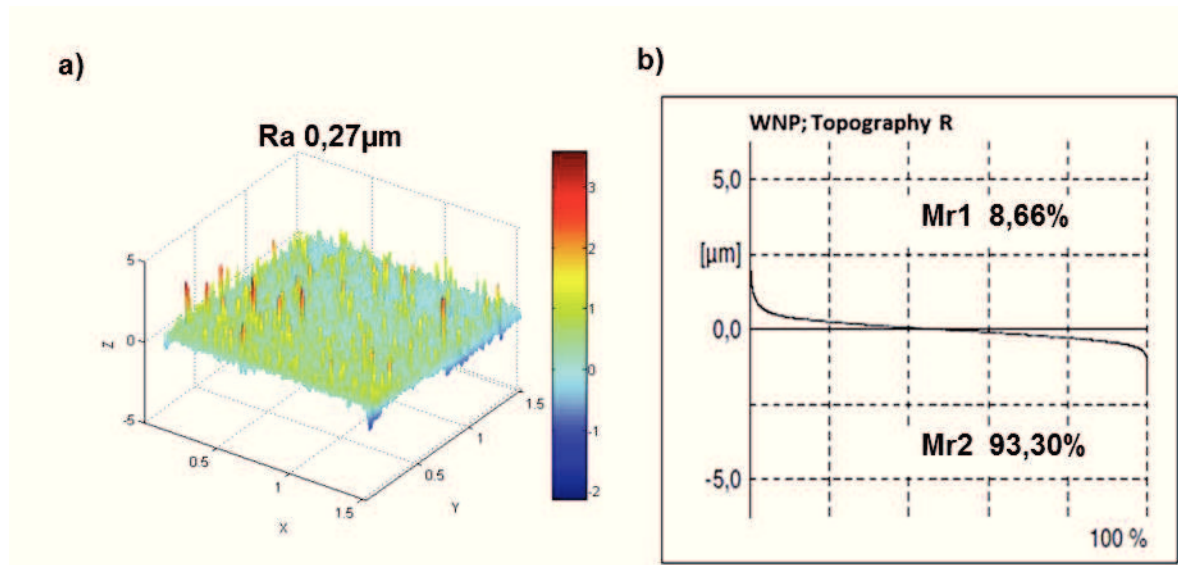 a)
Ra 0,27µm
5
0
-5
Z
0.5
1
1.5
X
0.5
1
1.5
Y
3
2
1
0
-1
-2
b)
WNP; Topography R
5,0
Mr1 8,66%
[µm]
0,0
Mr2 93,30%
-5,0
100 %